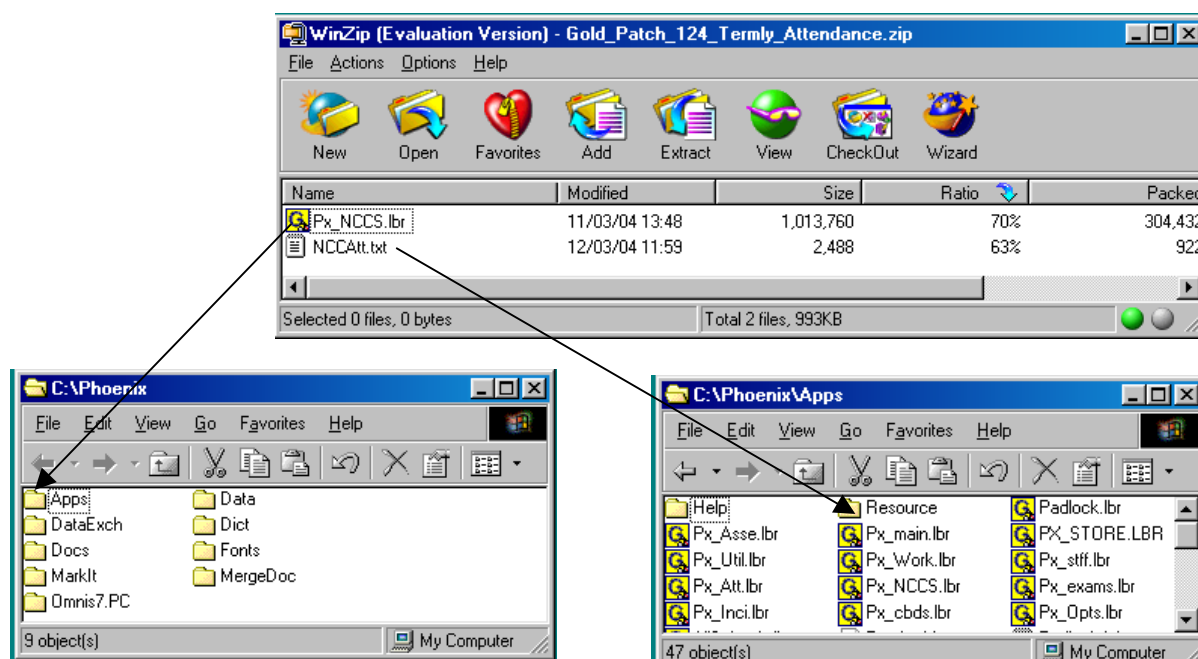 WinZip (Evaluation Version) - Gold_Patch_124_Termly_Attendance.zip
File Actions Options Help
New Open Favorites Add Extract View CheckOut Wizard
Name Modified Size Ratio Packed
Px_NCCS.lbr 11/03/04 13:48 1,013,760 70% 304,432
NCCAtt.txt 12/03/04 11:59 2,488 63% 922
Selected 0 files, 0 bytes Total 2 files, 993KB
C:\Phoenix
File Edit View Go Favorites Help
Apps Data
DataExch Dict
Docs Fonts
MarkIt MergeDoc
Omnis7.PC
9 object(s) My Computer
C:\Phoenix\Apps
File Edit View Go Favorites Help
Help Resource Padlock.lbr
Px_Asse.lbr Px_main.lbr PX_STORE.LBR
Px_Util.lbr Px_Work.lbr Px_stff.lbr
Px_Att.lbr Px_NCCS.lbr Px_exams.lbr
Px_Inci.lbr Px_cbds.lbr Px_Opts.lbr
47 object(s) My Computer